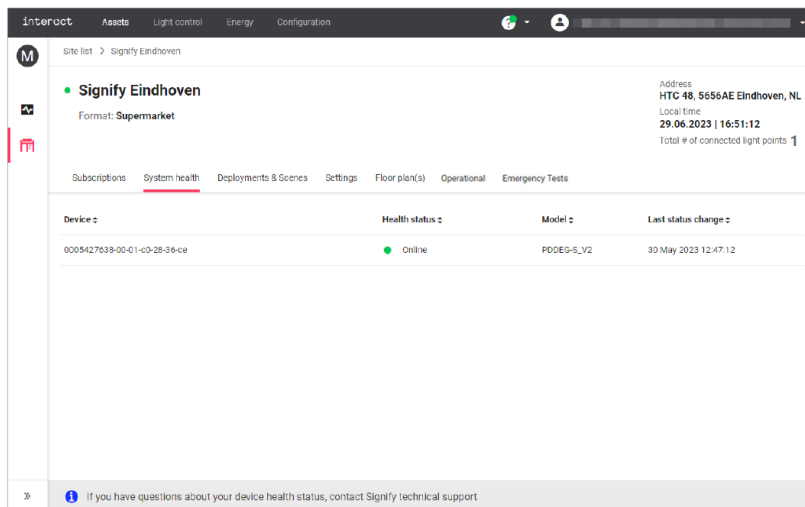 interact Assets Light control Energy Configuration ?
M Site list > Signify Eindhoven
Signify Eindhoven
Format: Supermarket
Address
HTC 48, 5656AE Eindhoven, NL
Local time
29.06.2023 | 16:51:12
Total # of connected light points 1
Subscriptions System health Deployments & Scenes Settings Floor plan(s) Operational Emergency Tests
Device Health status Model Last status change
0005427638-00-01-c0-28-36-ce Online PDDEG-S_V2 30 May 2023 12:47:12
» i If you have questions about your device health status, contact Signify technical support